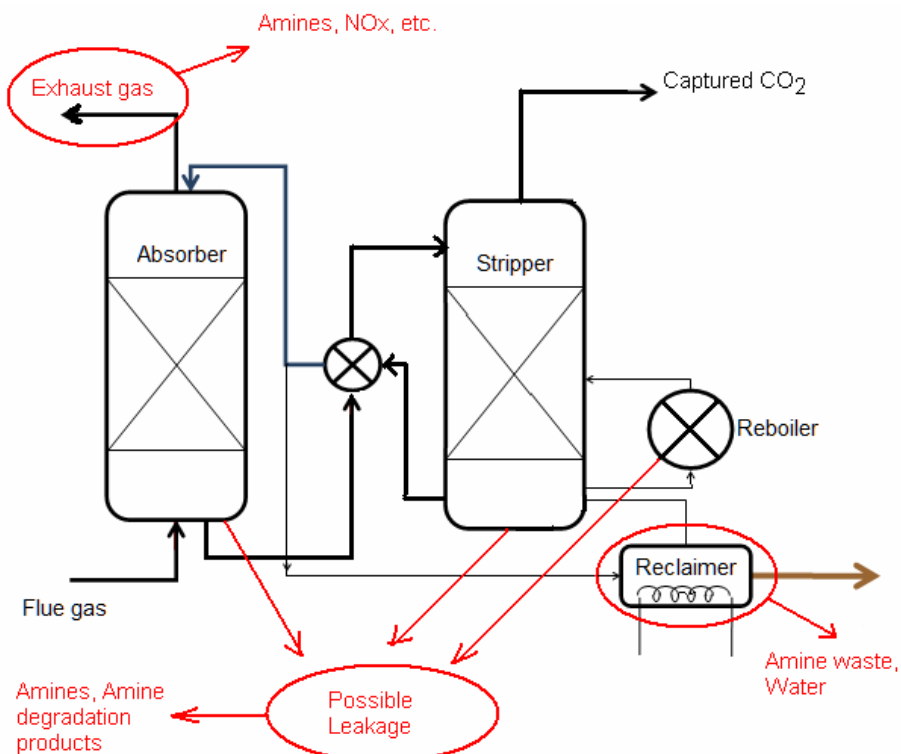 Amines, NOx, etc.
Exhaust gas
Captured CO₂
Absorber
Stripper
Reboiler
Reclaimer
Flue gas
Amine waste,
Water
Possible
Leakage
Amines, Amine
degradation
products